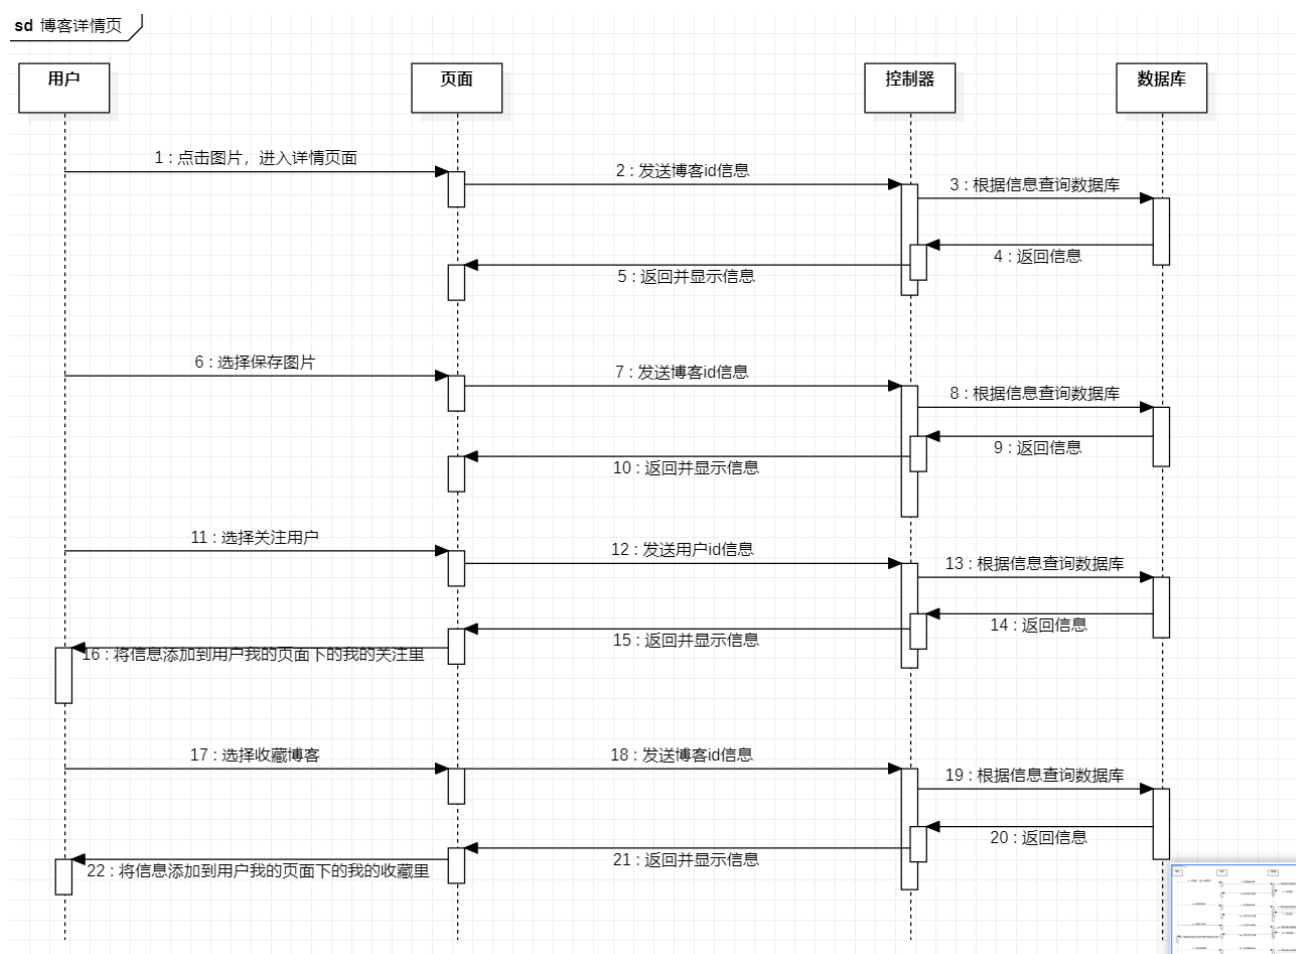 sd 博客详情页
用户
页面
控制器
数据库
1 : 点击图片，进入详情页面
2 : 发送博客id信息
3 : 根据信息查询数据库
4 : 返回信息
5 : 返回并显示信息
6 : 选择保存图片
7 : 发送博客id信息
8 : 根据信息查询数据库
9 : 返回信息
10 : 返回并显示信息
11 : 选择关注用户
12 : 发送用户id信息
13 : 根据信息查询数据库
14 : 返回信息
15 : 返回并显示信息
16 : 将信息添加到用户我的页面下的我的关注里
17 : 选择收藏博客
18 : 发送博客id信息
19 : 根据信息查询数据库
20 : 返回信息
21 : 返回并显示信息
22 : 将信息添加到用户我的页面下的我的收藏里